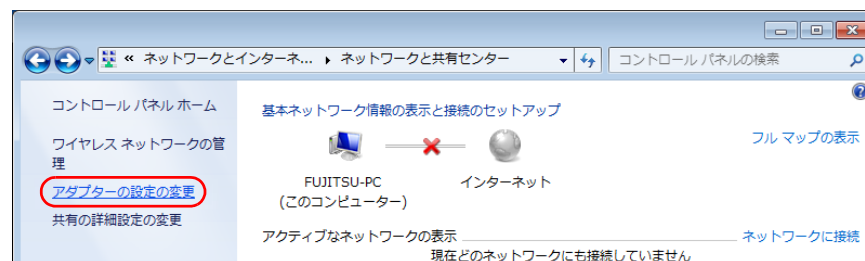 « ネットワークとインターネ... ▸ ネットワークと共有センター
コントロール パネルの検索
コントロール パネル ホーム
ワイヤレス ネットワークの管
理
アダプターの設定の変更
共有の詳細設定の変更
基本ネットワーク情報の表示と接続のセットアップ
フル マップの表示
FUJITSU-PC
(このコンピューター)
インターネット
アクティブなネットワークの表示
ネットワークに接続
現在どのネットワークにも接続していません